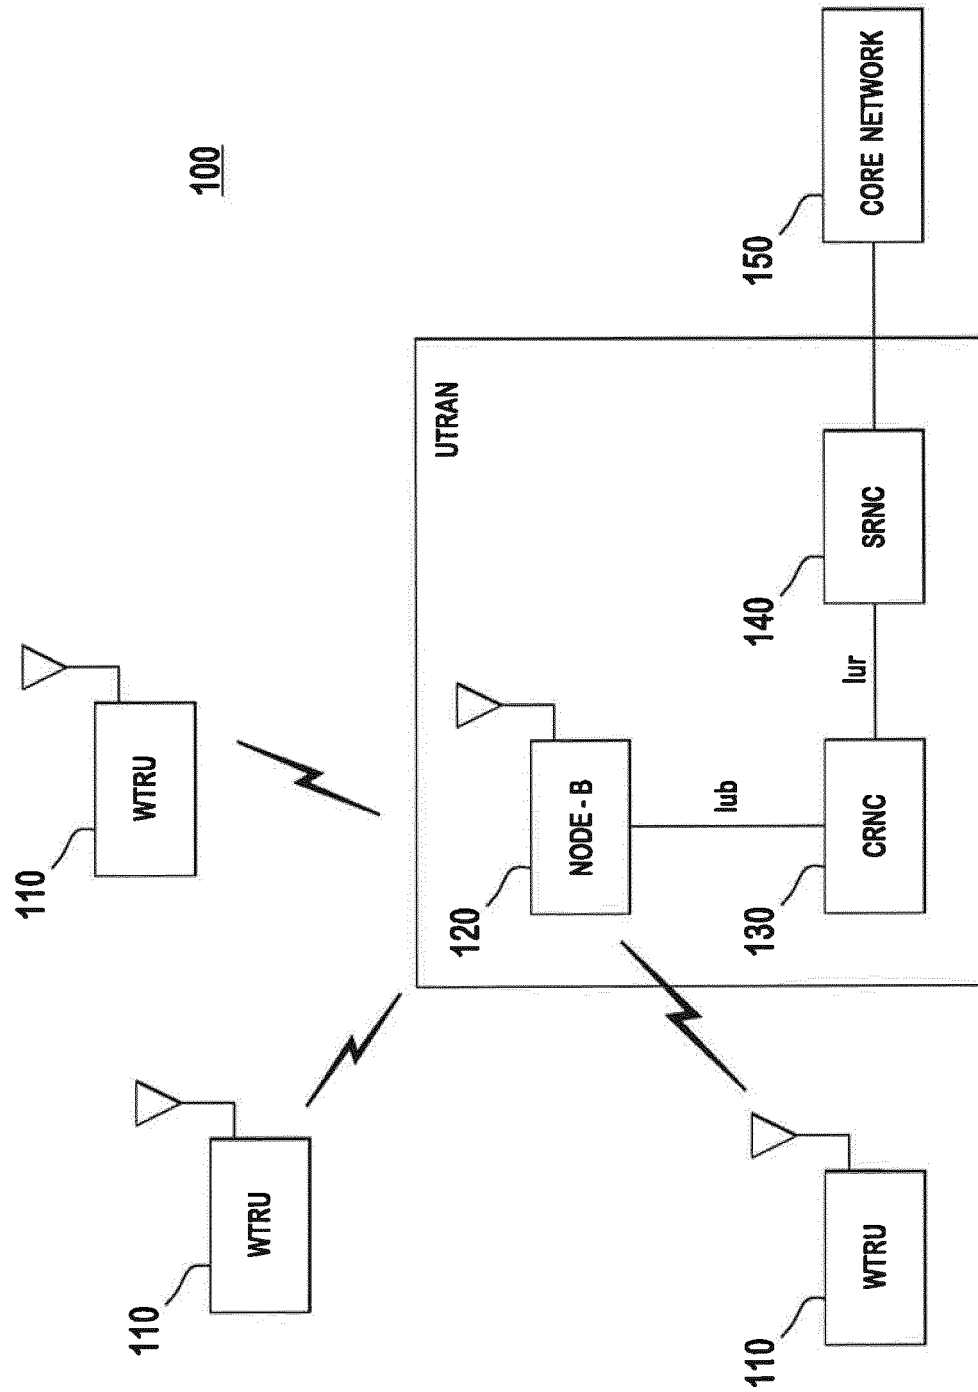 100
110
WTRU
110
WTRU
110
WTRU
UTRAN
120
NODE-B
Iub
130
CRNC
Iur
140
SRNC
150
CORE NETWORK